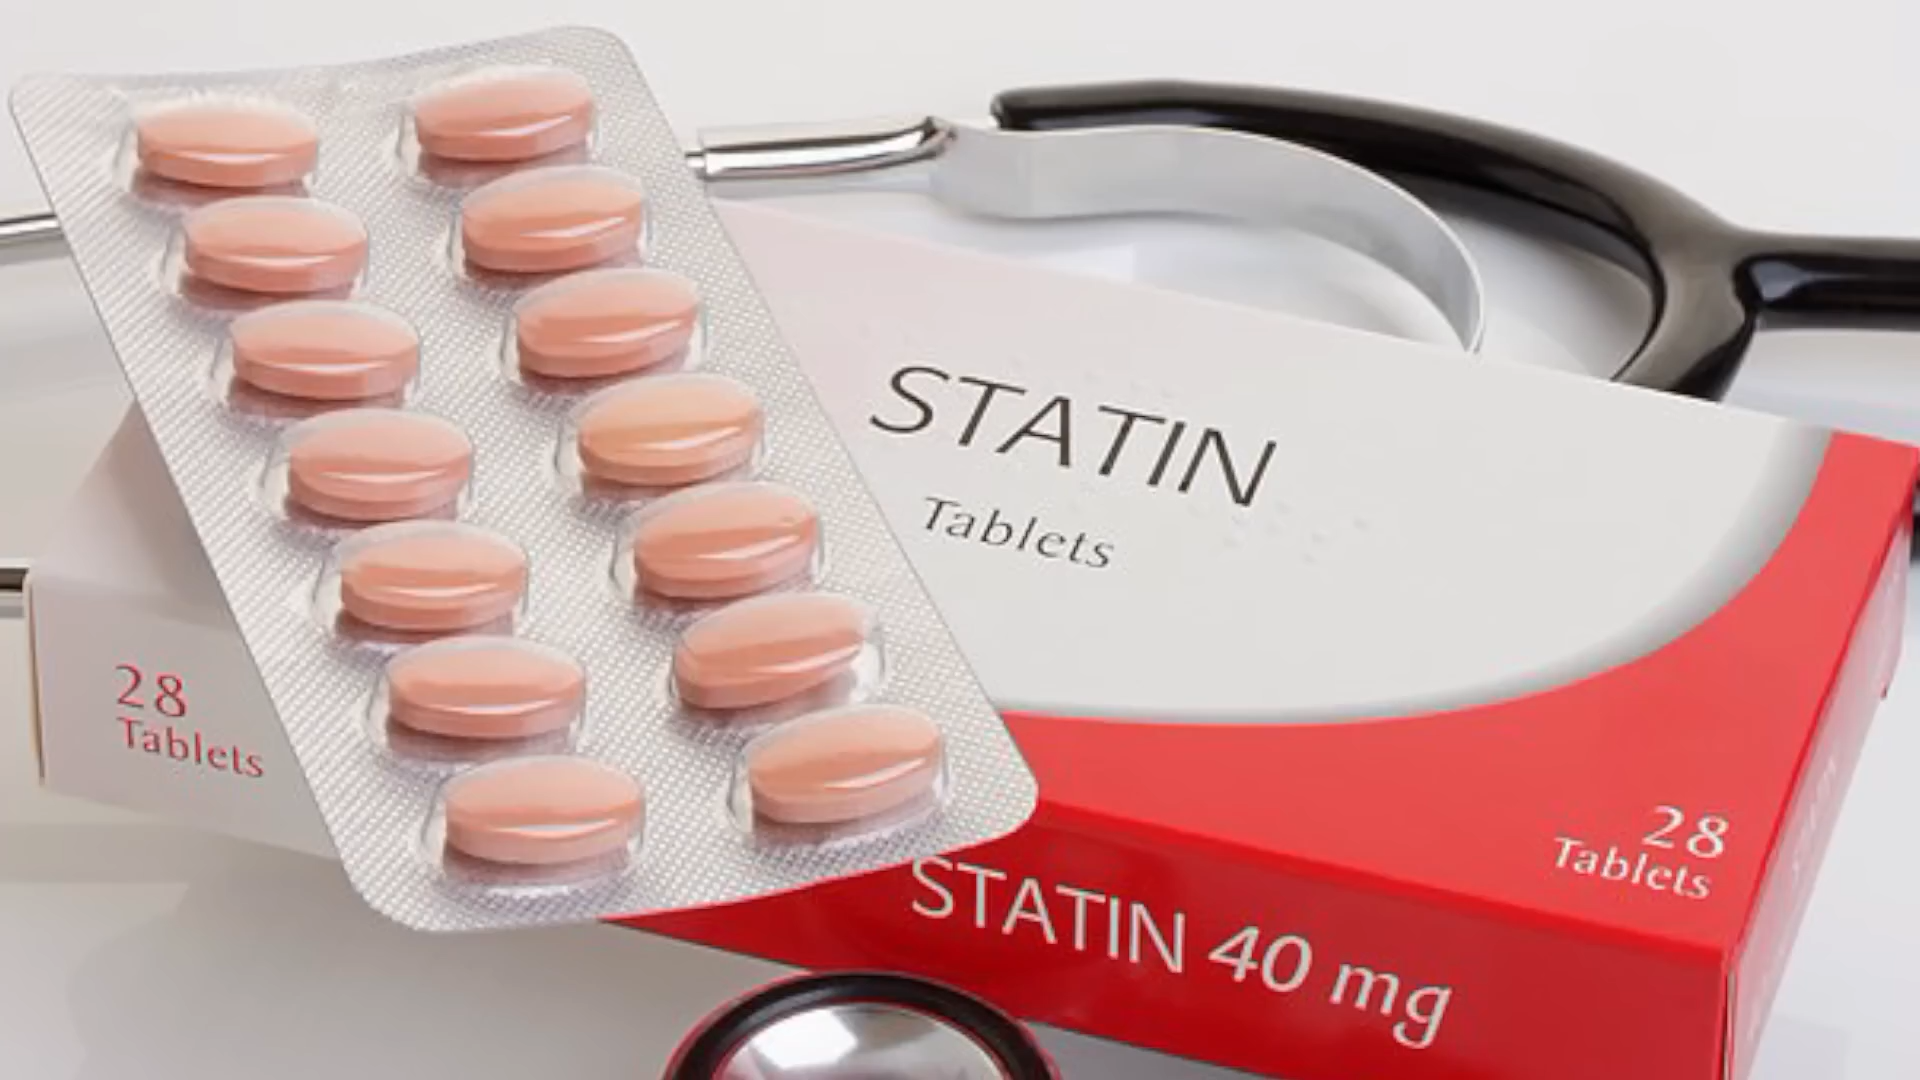 STATIN
Tablets
28
Tablets
28
Tablets
STATIN 40 mg